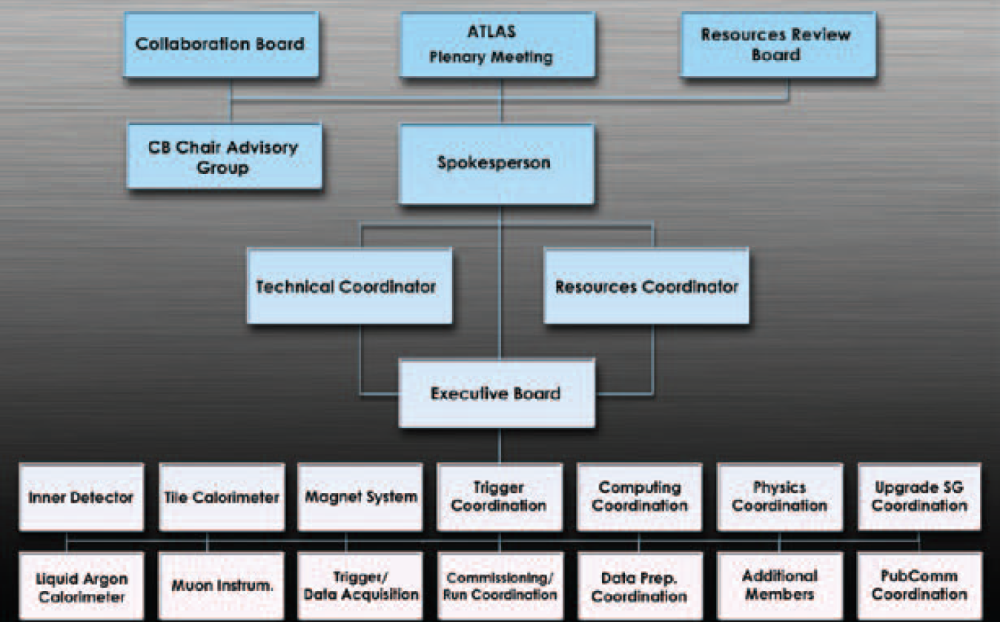 Collaboration Board
ATLAS
Plenary Meeting
Resources Review
Board
CB Chair Advisory
Group
Spokesperson
Technical Coordinator
Resources Coordinator
Executive Board
Inner Detector
Tile Calorimeter
Magnet System
Trigger
Coordination
Computing
Coordination
Physics
Coordination
Upgrade SG
Coordination
Liquid Argon
Calorimeter
Muon Instrum.
Trigger/
Data Acquisition
Commissioning/
Run Coordination
Data Prep.
Coordination
Additional
Members
PubComm
Coordination